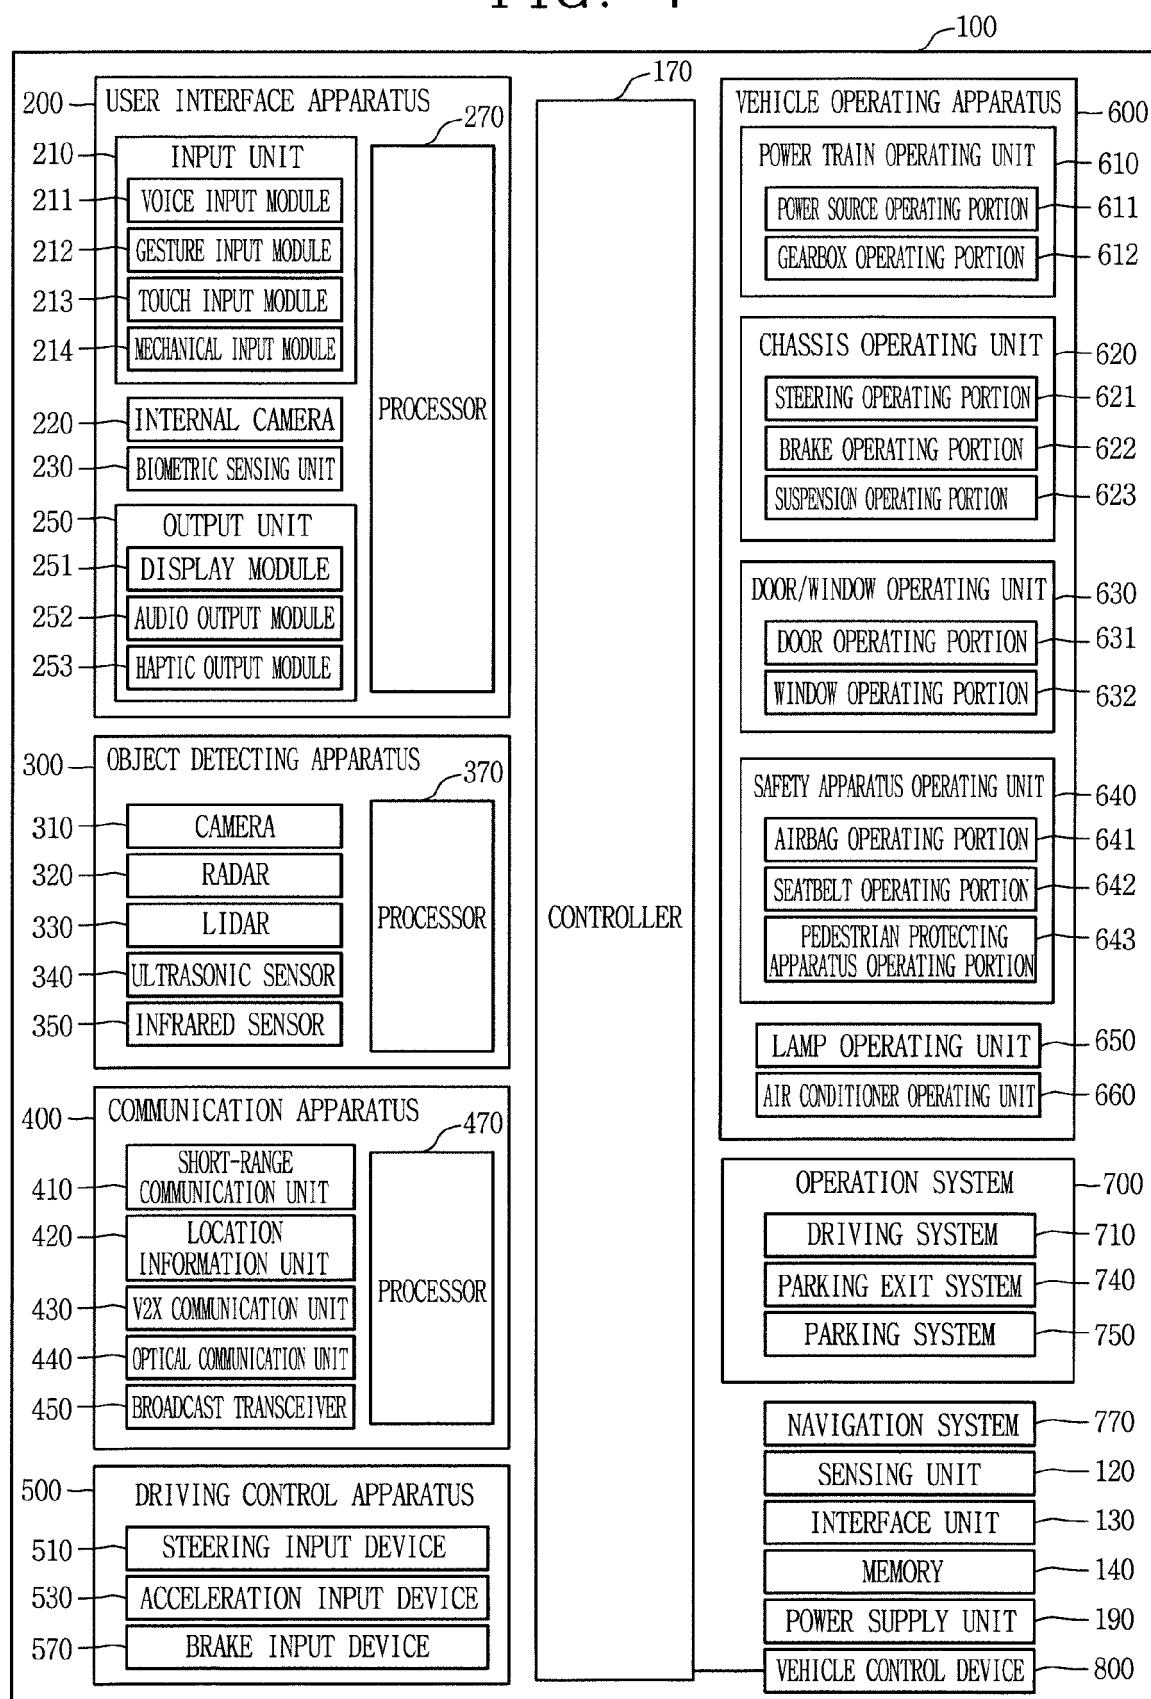 100
200
USER INTERFACE APPARATUS
270
210
INPUT UNIT
211
VOICE INPUT MODULE
212
GESTURE INPUT MODULE
213
TOUCH INPUT MODULE
214
MECHANICAL INPUT MODULE
220
INTERNAL CAMERA
230
BIOMETRIC SENSING UNIT
250
OUTPUT UNIT
251
DISPLAY MODULE
252
AUDIO OUTPUT MODULE
253
HAPTIC OUTPUT MODULE
PROCESSOR
300
OBJECT DETECTING APPARATUS
370
310
CAMERA
320
RADAR
330
LIDAR
340
ULTRASONIC SENSOR
350
INFRARED SENSOR
PROCESSOR
400
COMMUNICATION APPARATUS
470
410
SHORT-RANGE
COMMUNICATION UNIT
420
LOCATION
INFORMATION UNIT
430
V2X COMMUNICATION UNIT
440
OPTICAL COMMUNICATION UNIT
450
BROADCAST TRANSCEIVER
PROCESSOR
500
DRIVING CONTROL APPARATUS
510
STEERING INPUT DEVICE
530
ACCELERATION INPUT DEVICE
570
BRAKE INPUT DEVICE
170
CONTROLLER
VEHICLE OPERATING APPARATUS
600
POWER TRAIN OPERATING UNIT
610
POWER SOURCE OPERATING PORTION
611
GEARBOX OPERATING PORTION
612
CHASSIS OPERATING UNIT
620
STEERING OPERATING PORTION
621
BRAKE OPERATING PORTION
622
SUSPENSION OPERATING PORTION
623
DOOR/WINDOW OPERATING UNIT
630
DOOR OPERATING PORTION
631
WINDOW OPERATING PORTION
632
SAFETY APPARATUS OPERATING UNIT
640
AIRBAG OPERATING PORTION
641
SEATBELT OPERATING PORTION
642
PEDESTRIAN PROTECTING
APPARATUS OPERATING PORTION
643
LAMP OPERATING UNIT
650
AIR CONDITIONER OPERATING UNIT
660
OPERATION SYSTEM
700
DRIVING SYSTEM
710
PARKING EXIT SYSTEM
740
PARKING SYSTEM
750
NAVIGATION SYSTEM
770
SENSING UNIT
120
INTERFACE UNIT
130
MEMORY
140
POWER SUPPLY UNIT
190
VEHICLE CONTROL DEVICE
800